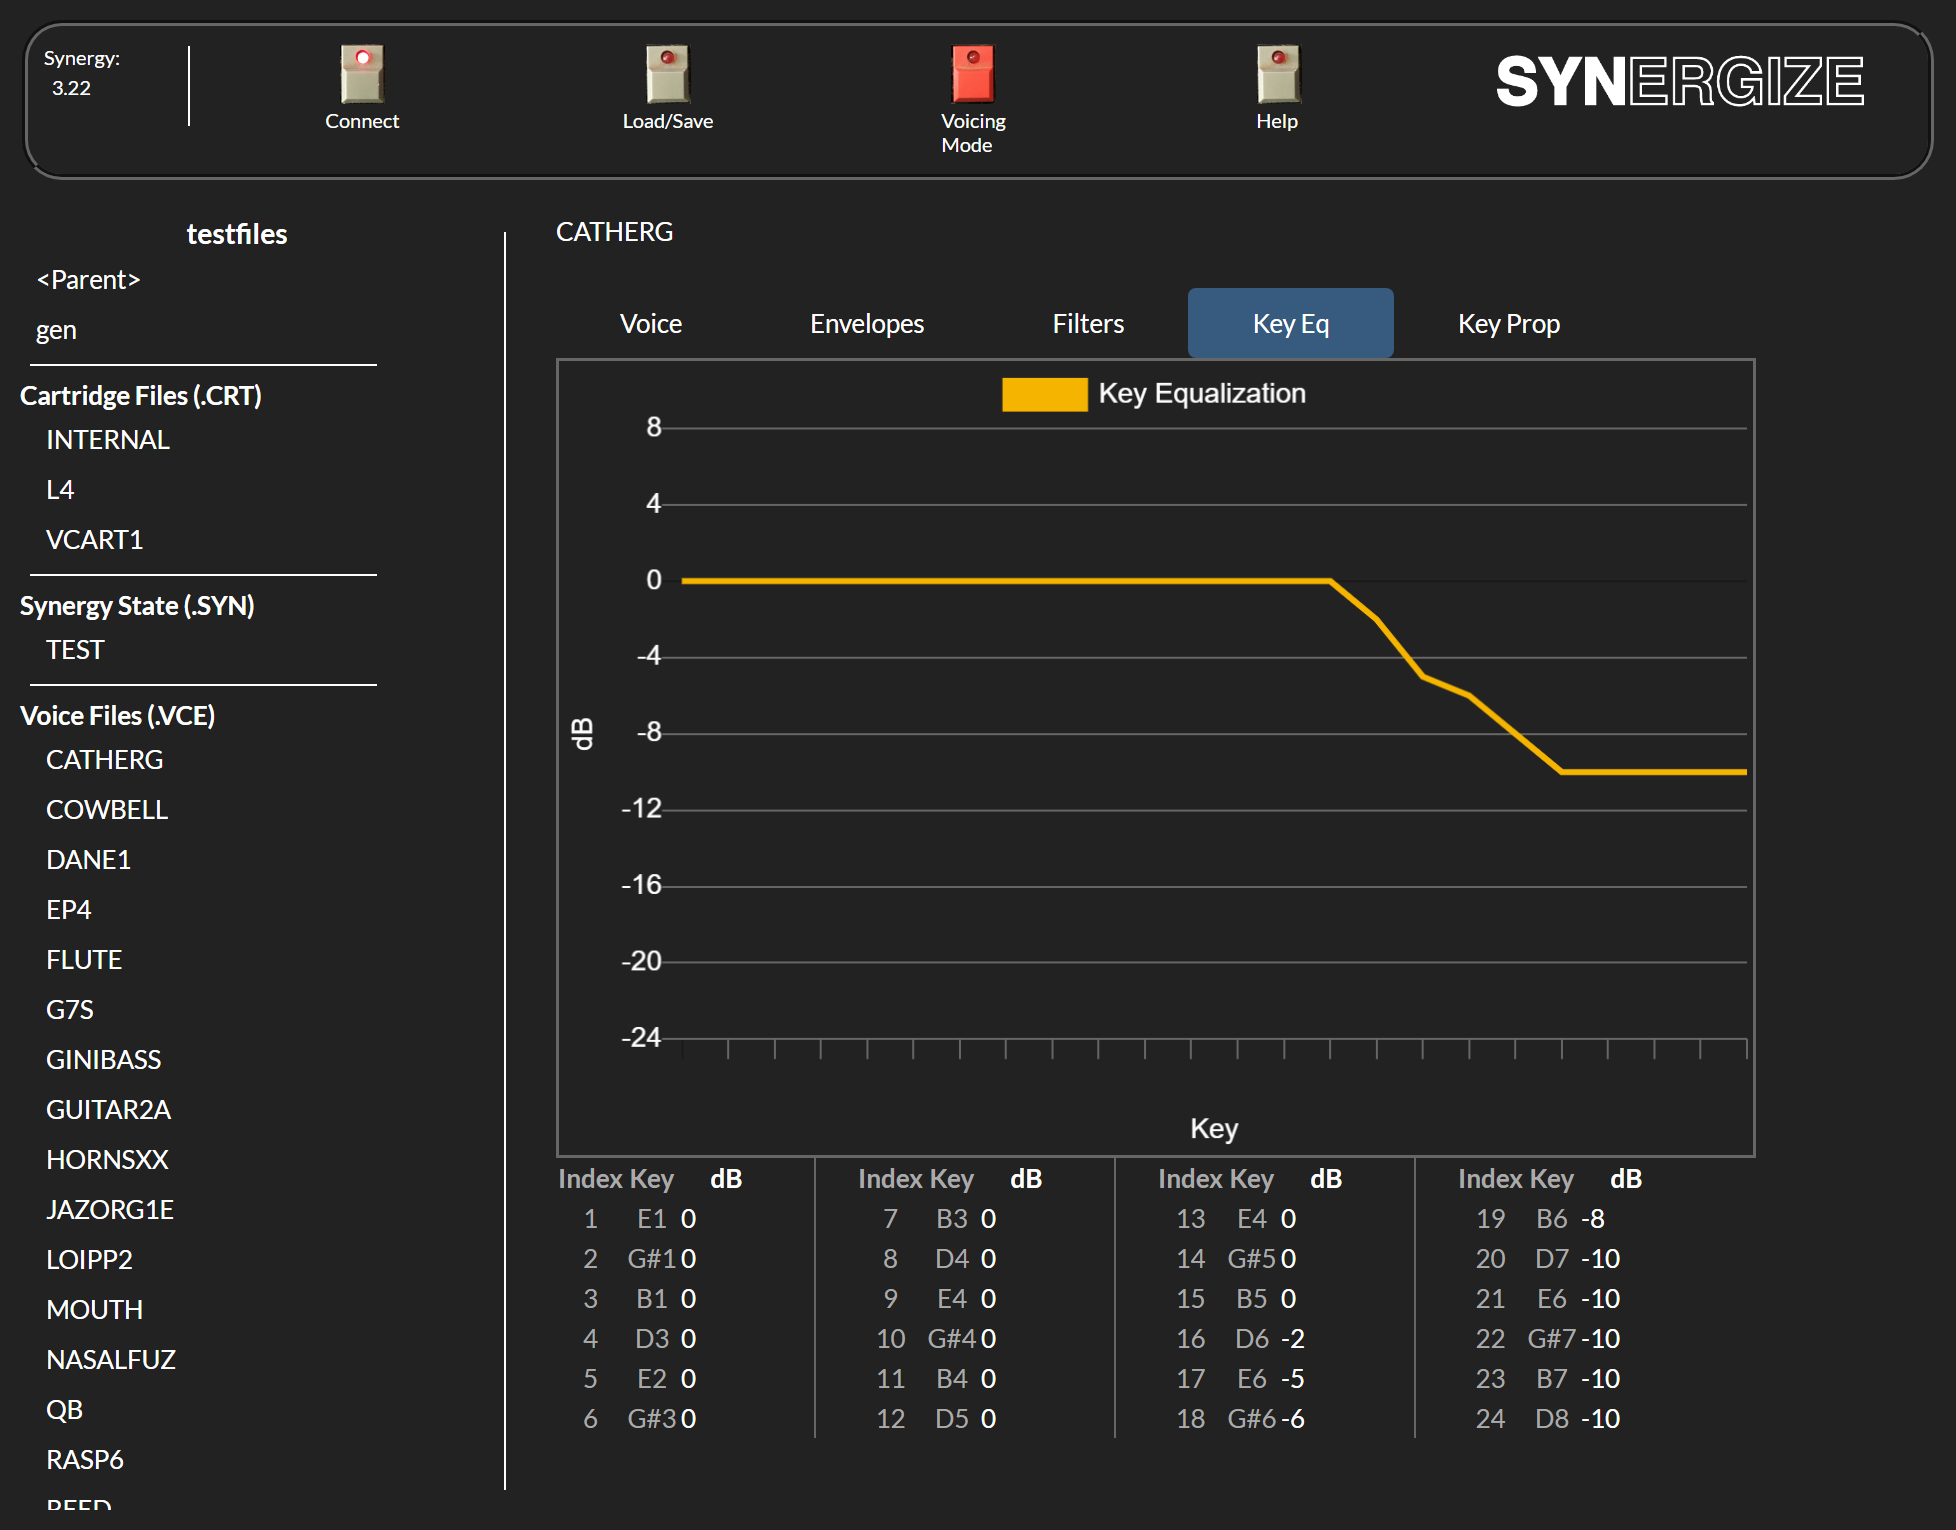 Synergy:
3.22
Connect
Load/Save
Voicing
Mode
Help
SYNERGIZE
testfiles
<Parent>
gen
Cartridge Files (.CRT)
INTERNAL
L4
VCART1
Synergy State (.SYN)
TEST
Voice Files (.VCE)
CATHERG
COWBELL
DANE1
EP4
FLUTE
G7S
GINIBASS
GUITAR2A
HORNSXX
JAZORG1E
LOIPP2
MOUTH
NASALFUZ
QB
RASP6
REED
CATHERG
Voice Envelopes Filters Key Eq Key Prop
Key Equalization
8
4
0
-4
-8
-12
-16
-20
-24
dB
Key
Index Key dB Index Key dB Index Key dB Index Key dB
1 E1 0 7 B3 0 13 E4 0 19 B6 -8
2 G#1 0 8 D4 0 14 G#5 0 20 D7 -10
3 B1 0 9 E4 0 15 B5 0 21 E6 -10
4 D3 0 10 G#4 0 16 D6 -2 22 G#7 -10
5 E2 0 11 B4 0 17 E6 -5 23 B7 -10
6 G#3 0 12 D5 0 18 G#6 -6 24 D8 -10